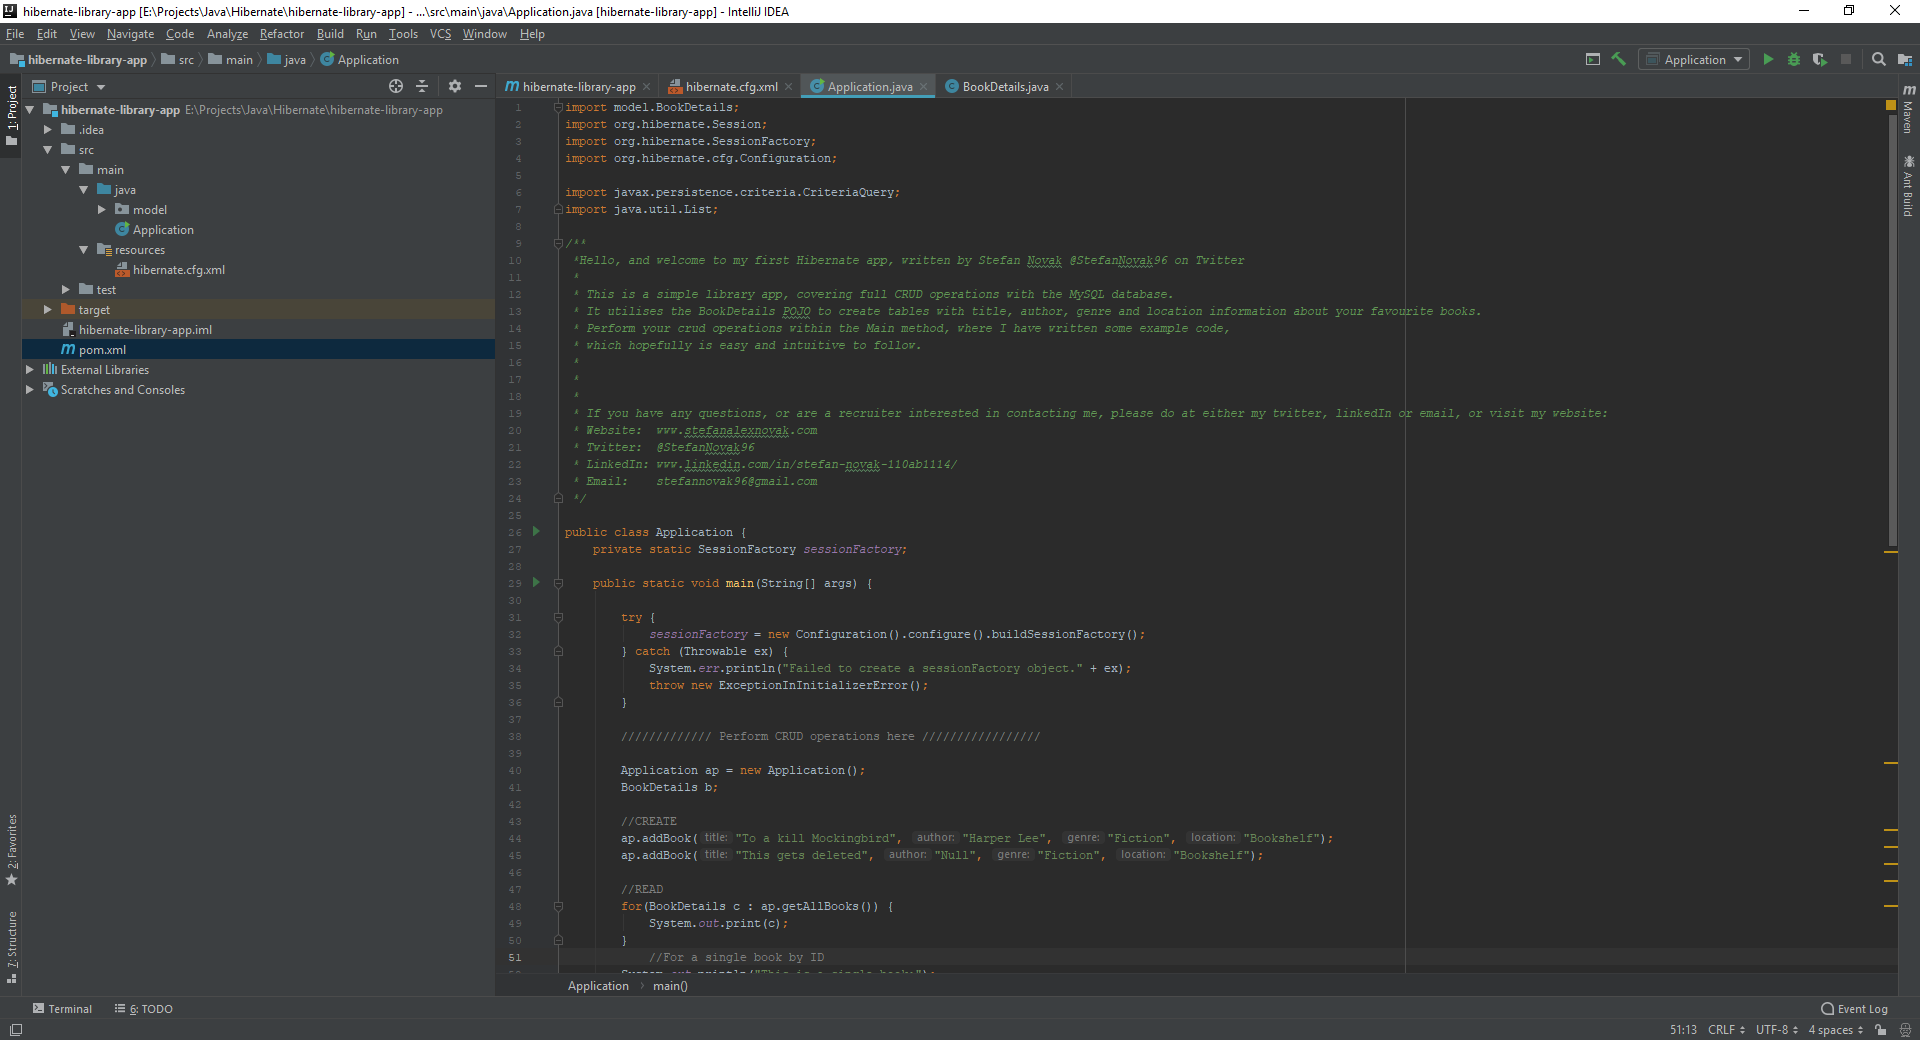 hibernate-library-app [E:\Projects\Java\Hibernate\hibernate-library-app] - ...\src\main\java\Application.java [hibernate-library-app] - IntelliJ IDEA
File Edit View Navigate Code Analyze Refactor Build Run Tools VCS Window Help
hibernate-library-app src main java Application Application
Project
hibernate-library-app hibernate.cfg.xml Application.java BookDetails.java
1: Project
2: Favorites
7: Structure
Maven
Ant Build
hibernate-library-app E:\Projects\Java\Hibernate\hibernate-library-app
.idea
src
main
java
model
Application
resources
hibernate.cfg.xml
test
target
hibernate-library-app.iml
pom.xml
External Libraries
Scratches and Consoles
1 import model.BookDetails;
2 import org.hibernate.Session;
3 import org.hibernate.SessionFactory;
4 import org.hibernate.cfg.Configuration;
5
6 import javax.persistence.criteria.CriteriaQuery;
7 import java.util.List;
8
9 /**
10 *Hello, and welcome to my first Hibernate app, written by Stefan Novak @StefanNovak96 on Twitter
11 *
12 * This is a simple library app, covering full CRUD operations with the MySQL database.
13 * It utilises the BookDetails POJO to create tables with title, author, genre and location information about your favourite books.
14 * Perform your crud operations within the Main method, where I have written some example code,
15 * which hopefully is easy and intuitive to follow.
16 *
17 *
18 *
19 * If you have any questions, or are a recruiter interested in contacting me, please do at either my twitter, linkedIn or email, or visit my website:
20 * Website: www.stefanalexnovak.com
21 * Twitter: @StefanNovak96
22 * LinkedIn: www.linkedin.com/in/stefan-novak-110ab1114/
23 * Email: stefannovak96@gmail.com
24 */
25
26 public class Application {
27 private static SessionFactory sessionFactory;
28
29 public static void main(String[] args) {
30
31 try {
32 sessionFactory = new Configuration().configure().buildSessionFactory();
33 } catch (Throwable ex) {
34 System.err.println("Failed to create a sessionFactory object." + ex);
35 throw new ExceptionInInitializerError();
36 }
37
38 ///////////// Perform CRUD operations here /////////////////
39
40 Application ap = new Application();
41 BookDetails b;
42
43 //CREATE
44 ap.addBook( title: "To a kill Mockingbird", author: "Harper Lee", genre: "Fiction", location: "Bookshelf");
45 ap.addBook( title: "This gets deleted", author: "Null", genre: "Fiction", location: "Bookshelf");
46
47 //READ
48 for(BookDetails c : ap.getAllBooks()) {
49 System.out.print(c);
50 }
51 //For a single book by ID
Application main()
Terminal 6: TODO Event Log
51:13 CRLF UTF-8 4 spaces